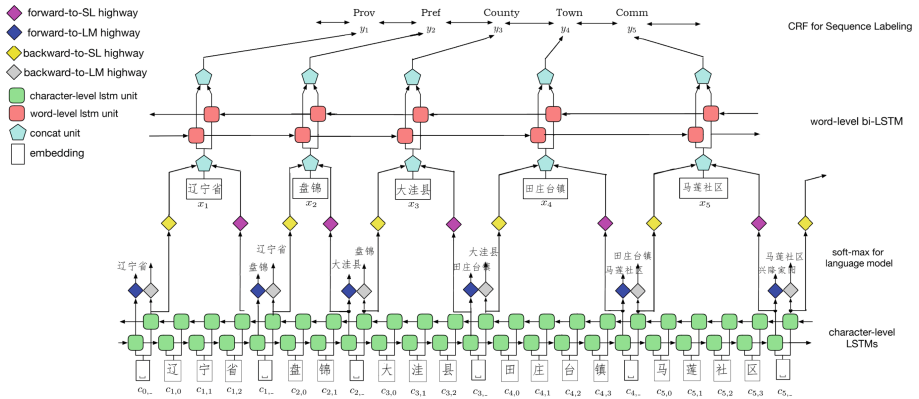 Prov Pref County Town Comm
y1 y2 y3 y4 y5
CRF for Sequence Labeling
forward-to-SL highway
forward-to-LM highway
backward-to-SL highway
backward-to-LM highway
character-level lstm unit
word-level lstm unit
concat unit
embedding
word-level bi-LSTM
辽宁省 盘锦 大洼县 田庄台镇 马莲社区
x1 x2 x3 x4 x5
辽宁省 盘锦 辽宁省 大洼县 盘锦 田庄台镇 大洼县 马莲社区 田庄台镇 兴隆家园 马莲社区
soft-max for
language model
character-level
LSTMs
␣ 辽 宁 省 ␣ 盘 锦 ␣ 大 洼 县 ␣ 田 庄 台 镇 ␣ 马 莲 社 区 ␣
c0,_ c1,0 c1,1 c1,2 c1,_ c2,0 c2,1 c2,_ c3,0 c3,1 c3,2 c3,_ c4,0 c4,1 c4,2 c4,3 c4,_ c5,0 c5,1 c5,2 c5,3 c5,_